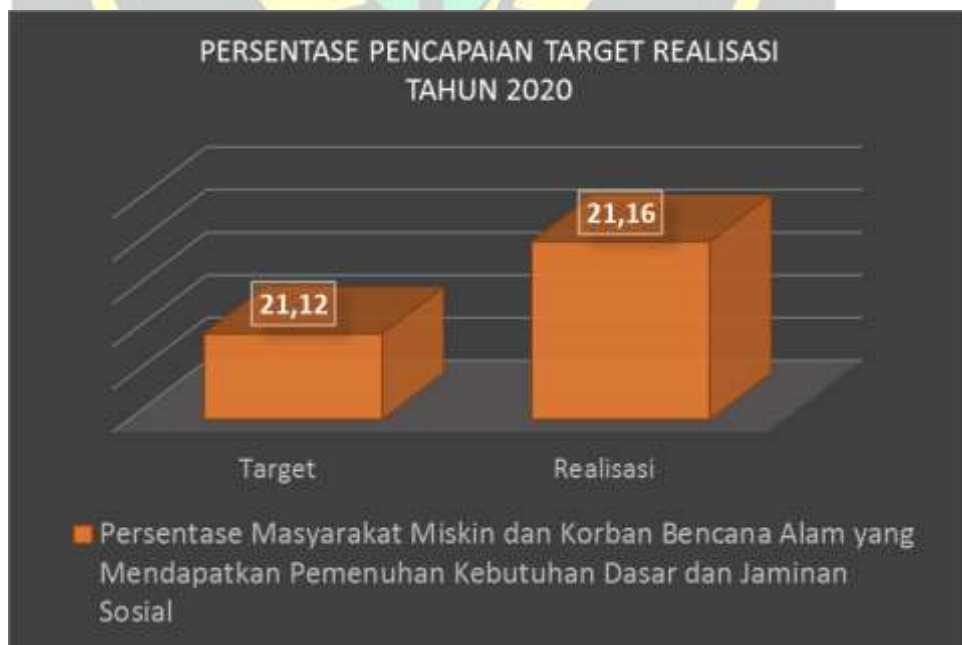 PERSENTASE PENCAPAIAN TARGET REALISASI
TAHUN 2020
21,12
21,16
Target
Realisasi
Persentase Masyarakat Miskin dan Korban Bencana Alam yang
Mendapatkan Pemenuhan Kebutuhan Dasar dan Jaminan
Sosial